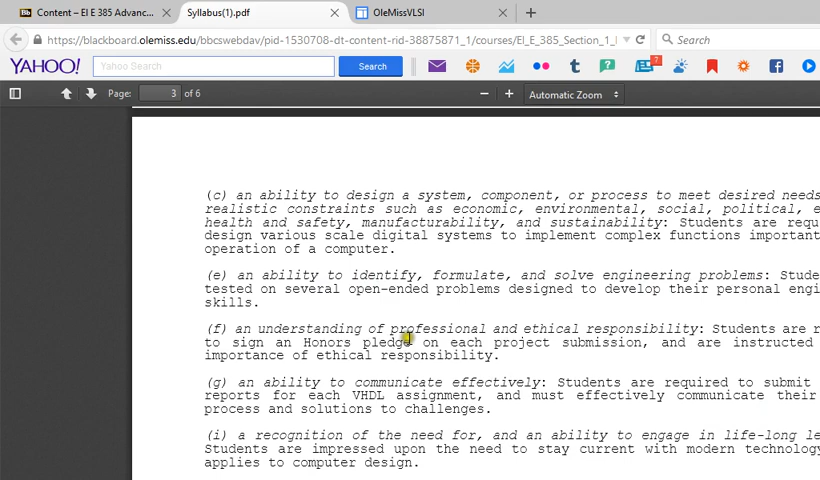 Content – El E 385 Advanc...
Syllabus(1).pdf
OleMissVLSI
https://blackboard.olemiss.edu/bbcswebdav/pid-1530708-dt-content-rid-38875871_1/courses/El_E_385_Section_1_
Search
YAHOO!
Yahoo Search
Search
7
Page:
3
of 6
Automatic Zoom
(c) an ability to design a system, component, or process to meet desired needs
realistic constraints such as economic, environmental, social, political, e
health and safety, manufacturability, and sustainability: Students are requ
design various scale digital systems to implement complex functions important
operation of a computer.
(e) an ability to identify, formulate, and solve engineering problems: Stude
tested on several open-ended problems designed to develop their personal engi
skills.
(f) an understanding of professional and ethical responsibility: Students are r
to sign an Honors pledge on each project submission, and are instructed
importance of ethical responsibility.
(g) an ability to communicate effectively: Students are required to submit
reports for each VHDL assignment, and must effectively communicate their
process and solutions to challenges.
(i) a recognition of the need for, and an ability to engage in life-long le
Students are impressed upon the need to stay current with modern technology
applies to computer design.